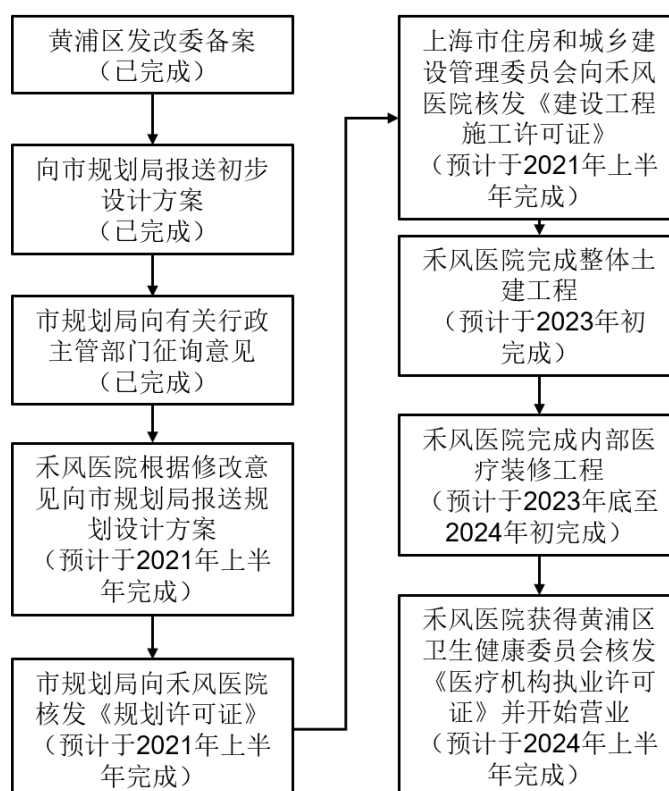 黄浦区发改委备案
（已完成）
向市规划局报送初步
设计方案
（已完成）
市规划局向有关行政
主管部门征询意见
（已完成）
禾风医院根据修改意
见向市规划局报送规
划设计方案
（预计于2021年上半
年完成）
市规划局向禾风医院
核发《规划许可证》
（预计于2021年上半
年完成）
上海市住房和城乡建
设管理委员会向禾风
医院核发《建设工程
施工许可证》
（预计于2021年上半
年完成）
禾风医院完成整体土
建工程
（预计于2023年初
完成）
禾风医院完成内部医
疗装修工程
（预计于2023年底至
2024年初完成）
禾风医院获得黄浦区
卫生健康委员会核发
《医疗机构执业许可
证》并开始营业
（预计于2024年上半
年完成）